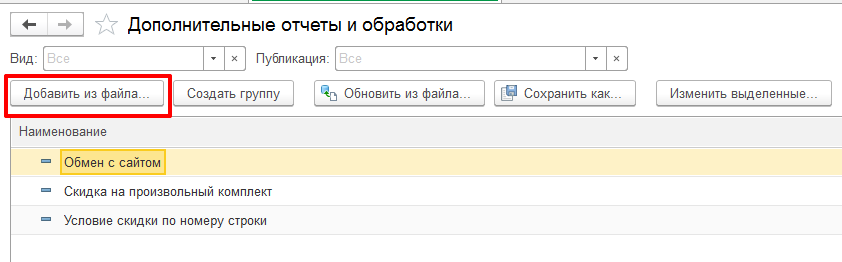 Дополнительные отчеты и обработки
Вид: Все Публикация: Все
Добавить из файла... Создать группу Обновить из файла... Сохранить как... Изменить выделенные...
Наименование
Обмен с сайтом
Скидка на произвольный комплект
Условие скидки по номеру строки